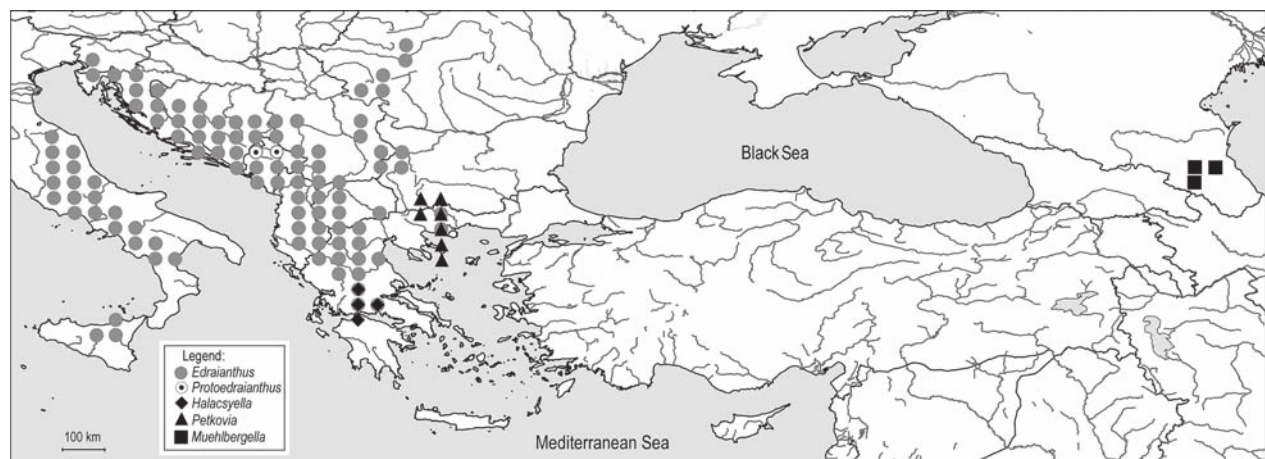 Black Sea
Legend:
Edraianthus
Protoedraianthus
Halacsyella
Petkovia
Muehlbergella
100 km
Mediterranean Sea